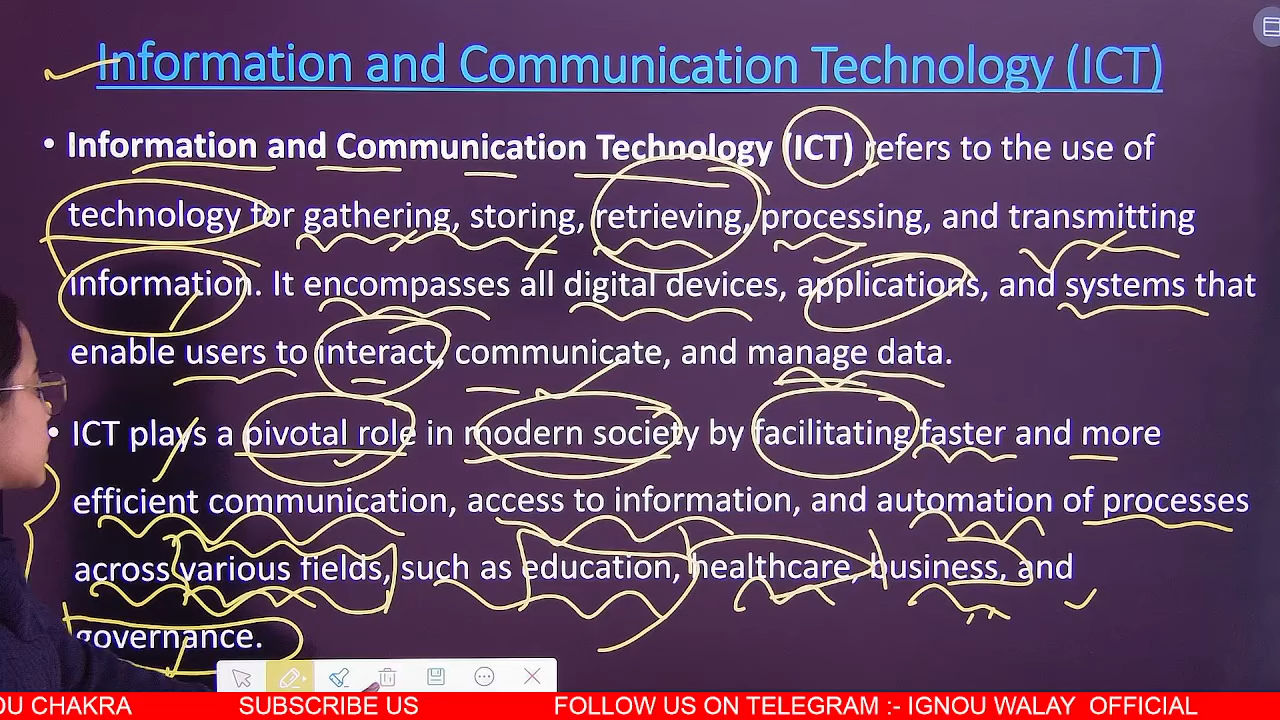 Information and Communication Technology (ICT)
• Information and Communication Technology (ICT) refers to the use of
technology for gathering, storing, retrieving, processing, and transmitting
information. It encompasses all digital devices, applications, and systems that
enable users to interact, communicate, and manage data.
• ICT plays a pivotal role in modern society by facilitating faster and more
efficient communication, access to information, and automation of processes
across various fields, such as education, healthcare, business, and
governance.
OU CHAKRA SUBSCRIBE US FOLLOW US ON TELEGRAM :- IGNOU WALAY OFFICIAL